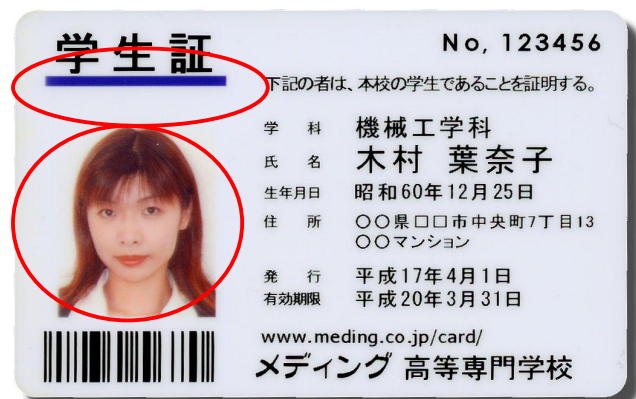 学生証
No, 123456
下記の者は、本校の学生であることを証明する。
学 科 機械工学科
氏 名 木村 葉奈子
生年月日 昭和60年12月25日
住 所 〇〇県□□市中央町7丁目13
〇〇マンション
発 行 平成17年4月1日
有効期限 平成20年3月31日
www.meding.co.jp/card/
メディング 高等専門学校